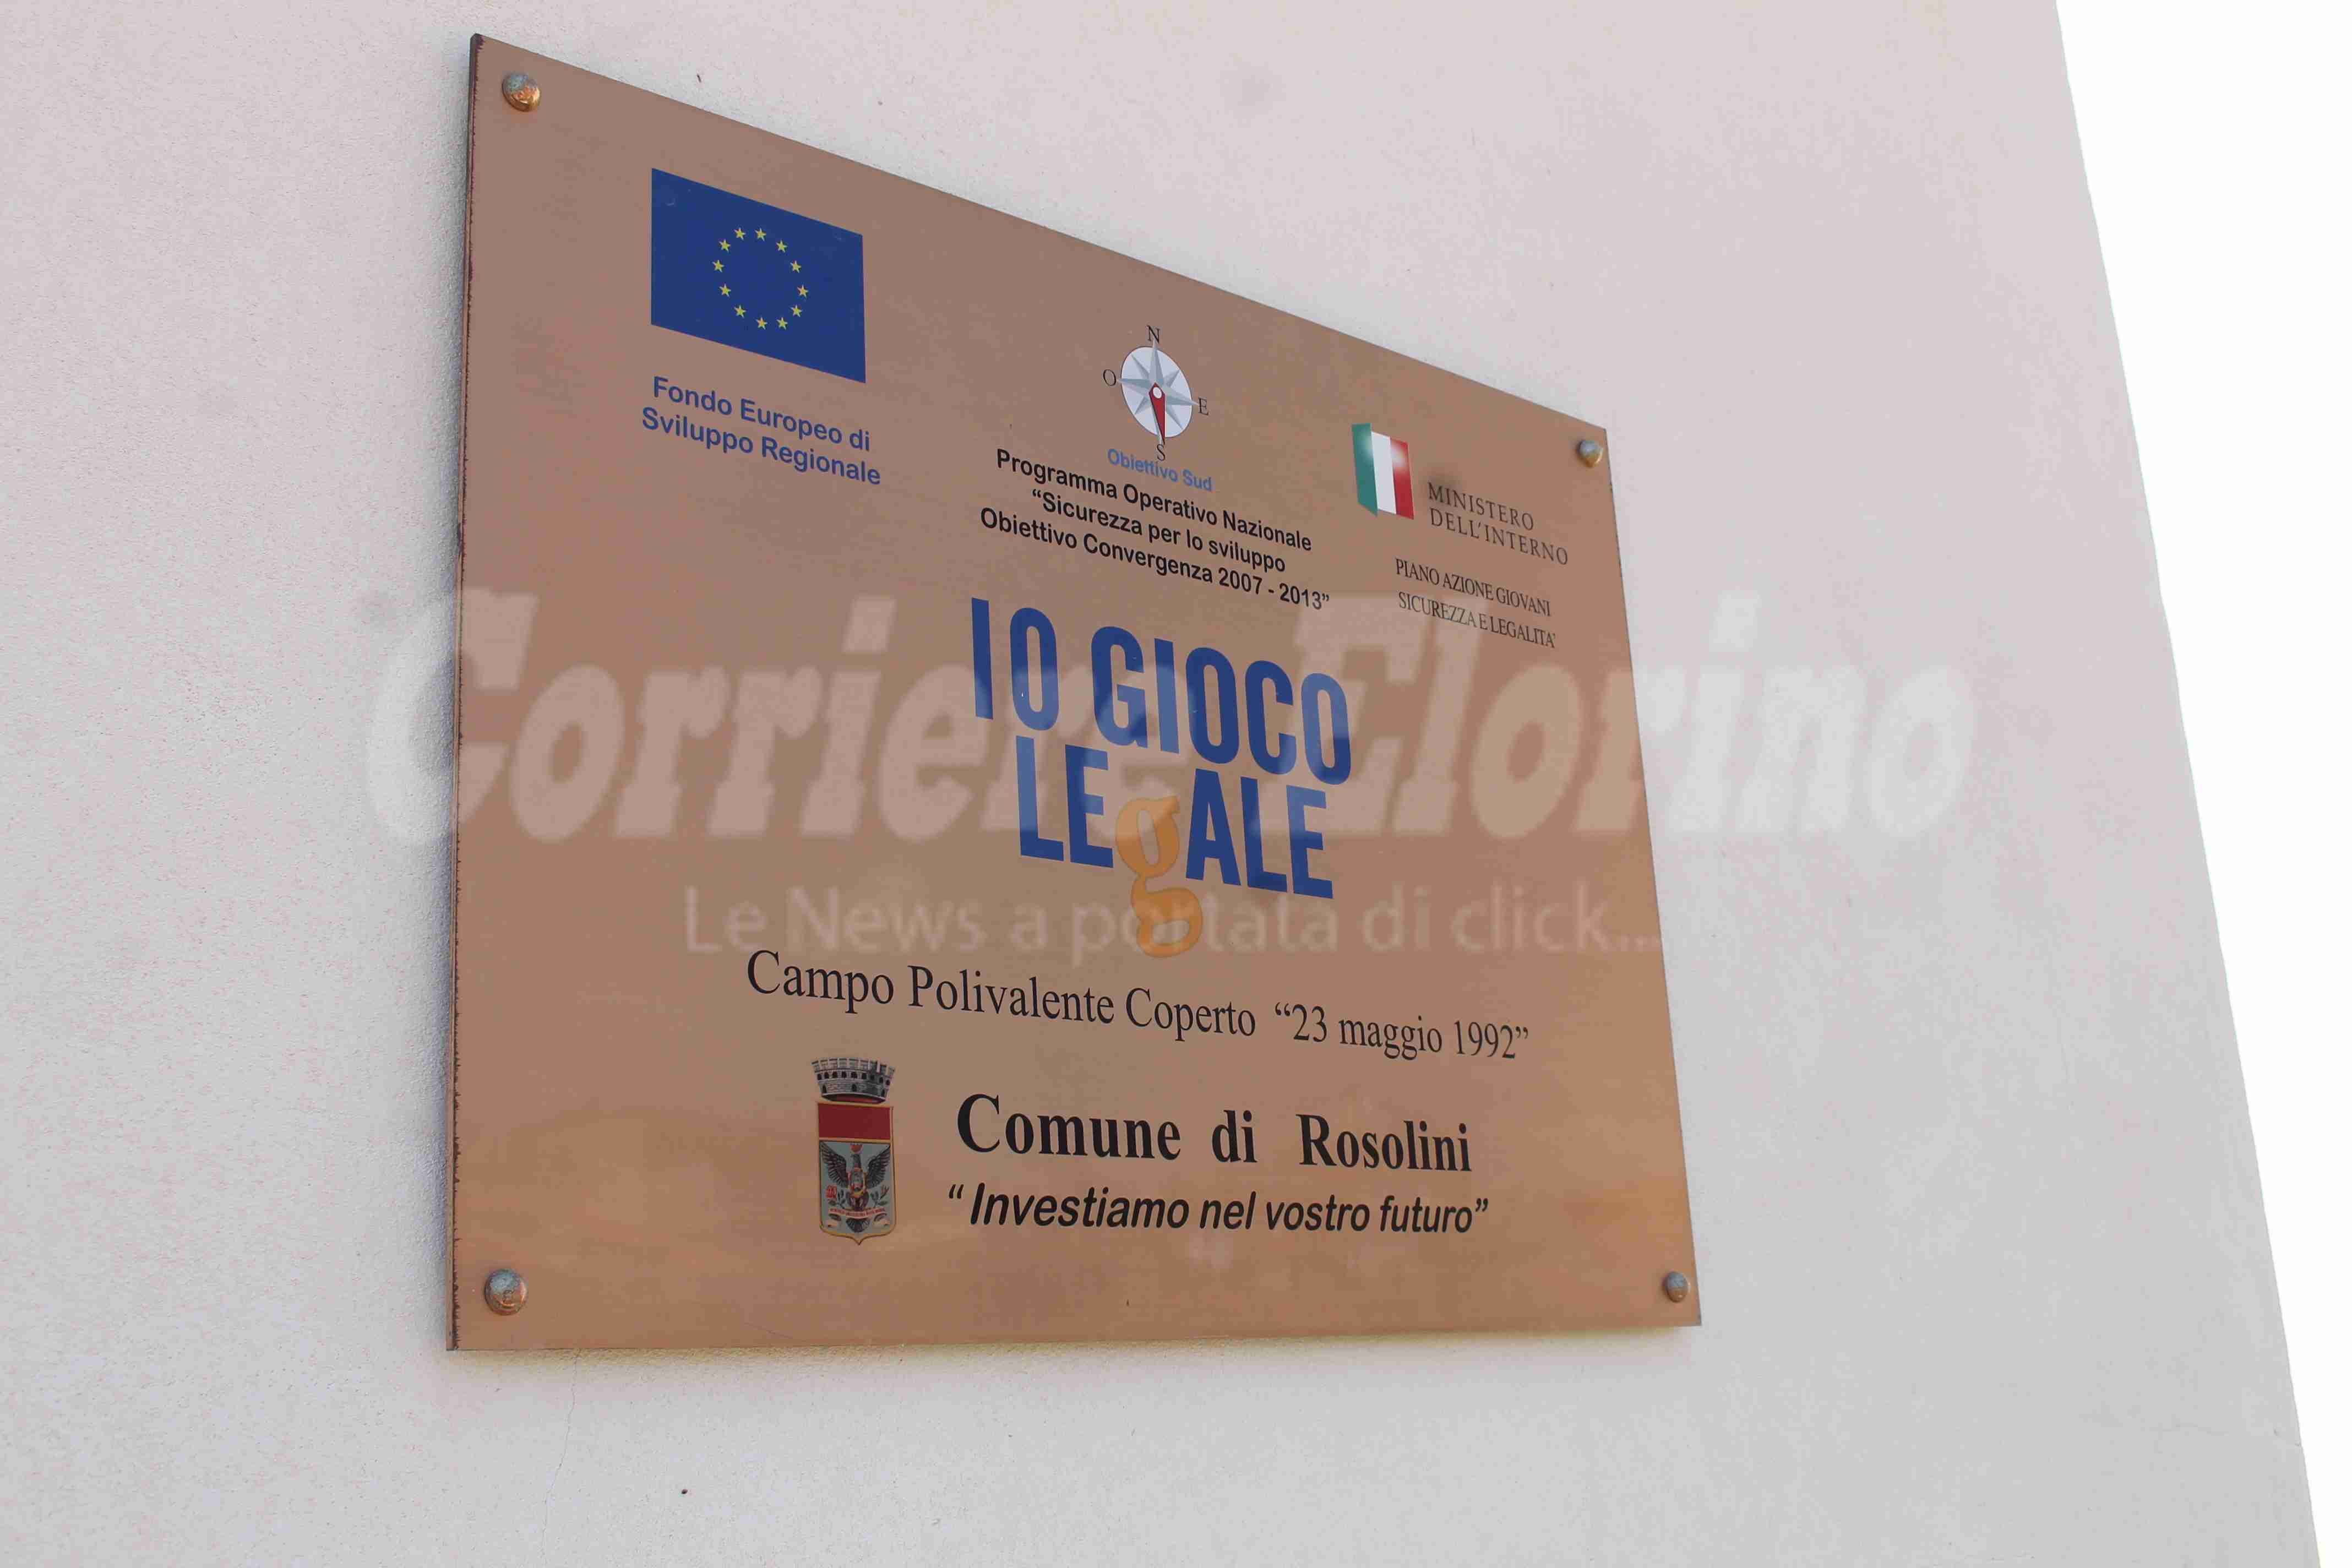 Fondo Europeo di
Sviluppo Regionale
N
O
E
S
Obiettivo Sud
Programma Operativo Nazionale
“Sicurezza per lo sviluppo
Obiettivo Convergenza 2007 - 2013”
MINISTERO
DELL'INTERNO
PIANO AZIONE GIOVANI
SICUREZZA E LEGALITA'
IO GIOCO
LEgALE
Corriere Elorino
Le News a portata di click...
Campo Polivalente Coperto “23 maggio 1992”
Comune di Rosolini
“Investiamo nel vostro futuro”